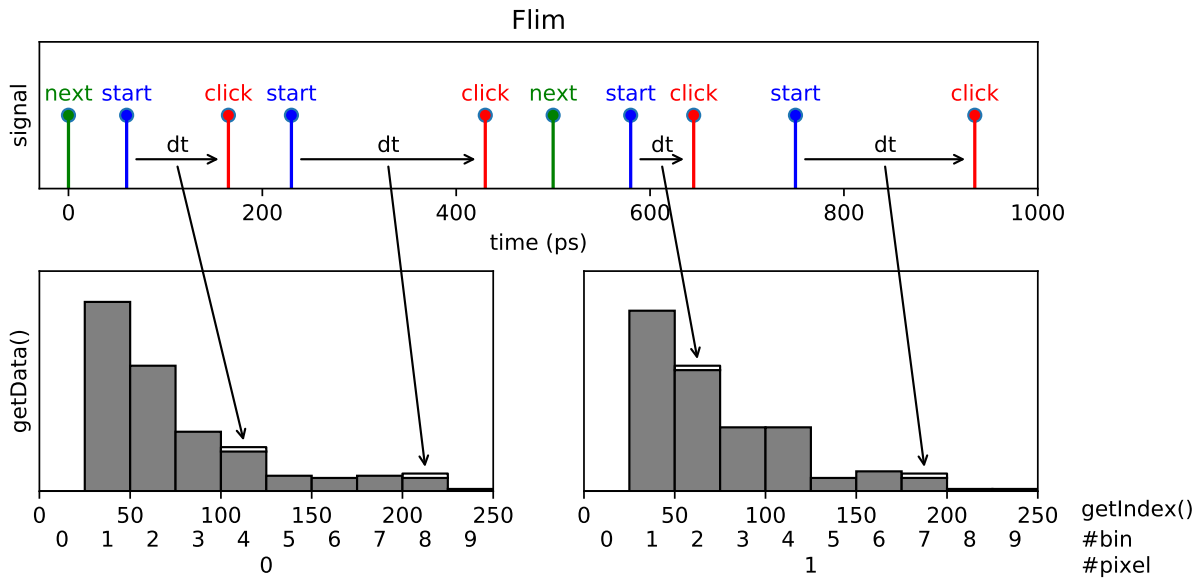 Flim
signal
next start click start click next start click start click
dt dt dt dt
0 200 400 600 800 1000
time (ps)
getData()
0 50 100 150 200 250 0 50 100 150 200 250 getIndex()
0 1 2 3 4 5 6 7 8 9 0 1 2 3 4 5 6 7 8 9 #bin
0 1 #pixel